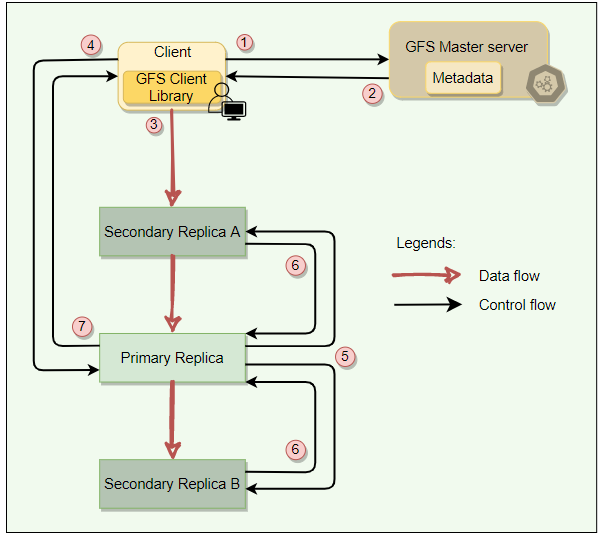 4
Client
1
GFS Master server
GFS Client
Library
Metadata
2
3
Secondary Replica A
6
Legends:
Data flow
Control flow
7
Primary Replica
5
6
Secondary Replica B